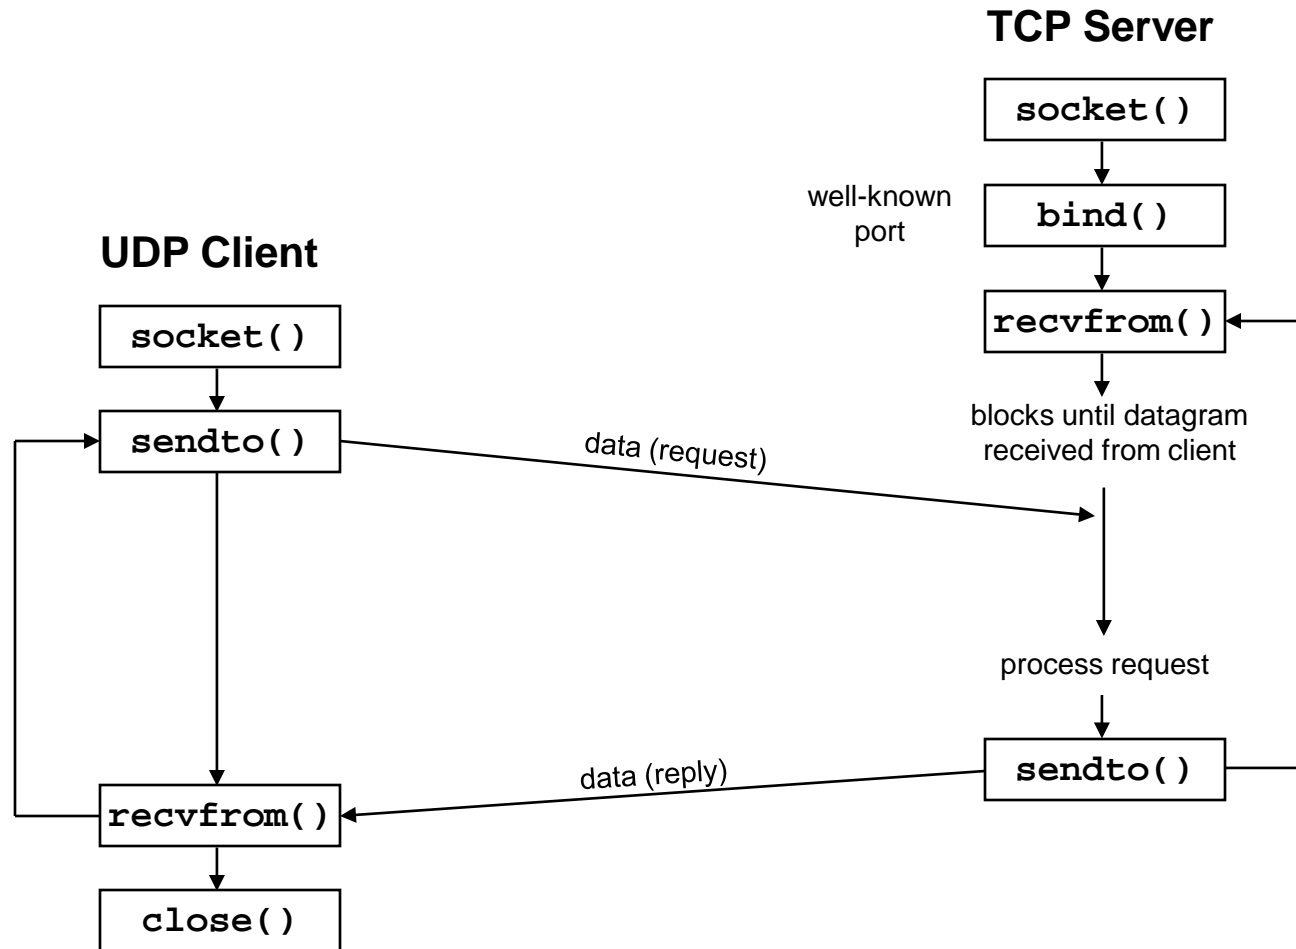 TCP Server
socket()
well-known
port
bind()
UDP Client
recvfrom()
socket()
blocks until datagram
received from client
sendto()
data (request)
process request
sendto()
data (reply)
recvfrom()
close()